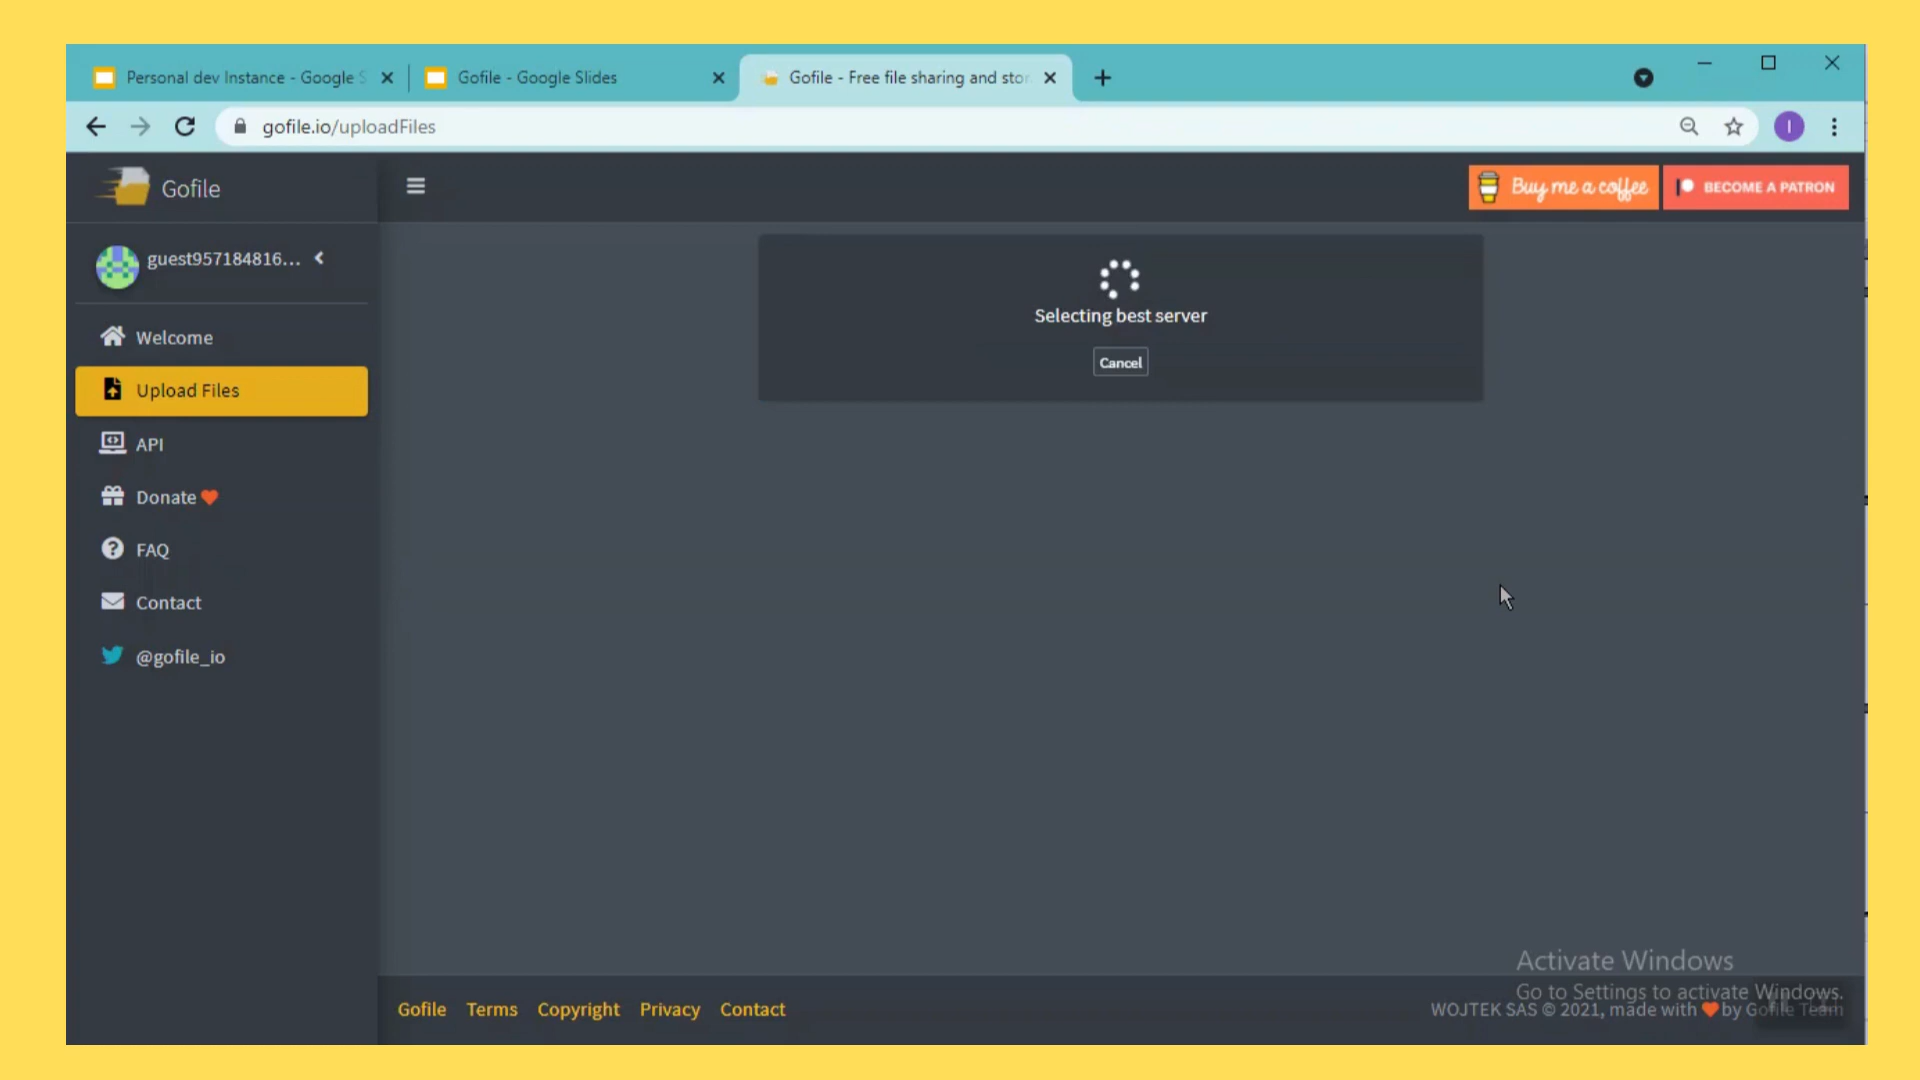 Personal dev Instance - Google S
Gofile - Google Slides
Gofile - Free file sharing and stor
gofile.io/uploadFiles
I
Gofile
Buy me a coffee
BECOME A PATRON
guest957184816...
Selecting best server
Cancel
Welcome
Upload Files
API
Donate
FAQ
Contact
@gofile_io
Activate Windows
Go to Settings to activate Windows.
Gofile Terms Copyright Privacy Contact
WOJTEK SAS © 2021, made with ❤ by Gofile Team